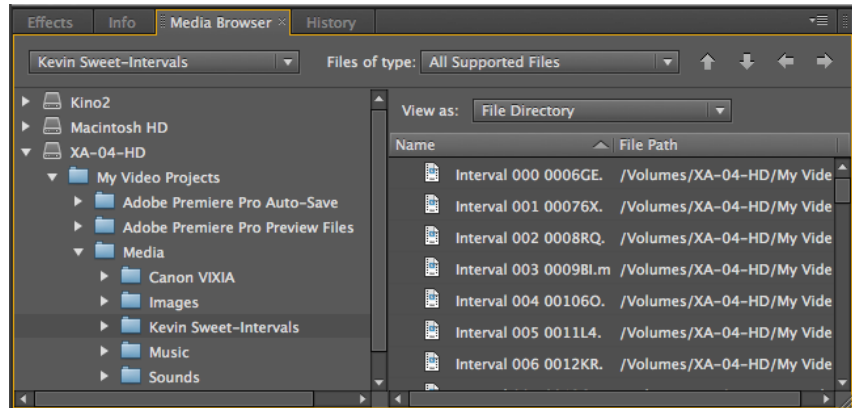 Effects Info Media Browser × History
Kevin Sweet-Intervals Files of type: All Supported Files
Kino2
Macintosh HD
XA-04-HD
My Video Projects
Adobe Premiere Pro Auto-Save
Adobe Premiere Pro Preview Files
Media
Canon VIXIA
Images
Kevin Sweet-Intervals
Music
Sounds
View as: File Directory
Name File Path
Interval 000 0006GE. /Volumes/XA-04-HD/My Vide
Interval 001 00076X. /Volumes/XA-04-HD/My Vide
Interval 002 0008RQ. /Volumes/XA-04-HD/My Vide
Interval 003 0009BI.m /Volumes/XA-04-HD/My Vide
Interval 004 00106O. /Volumes/XA-04-HD/My Vide
Interval 005 0011L4. /Volumes/XA-04-HD/My Vide
Interval 006 0012KR. /Volumes/XA-04-HD/My Vide